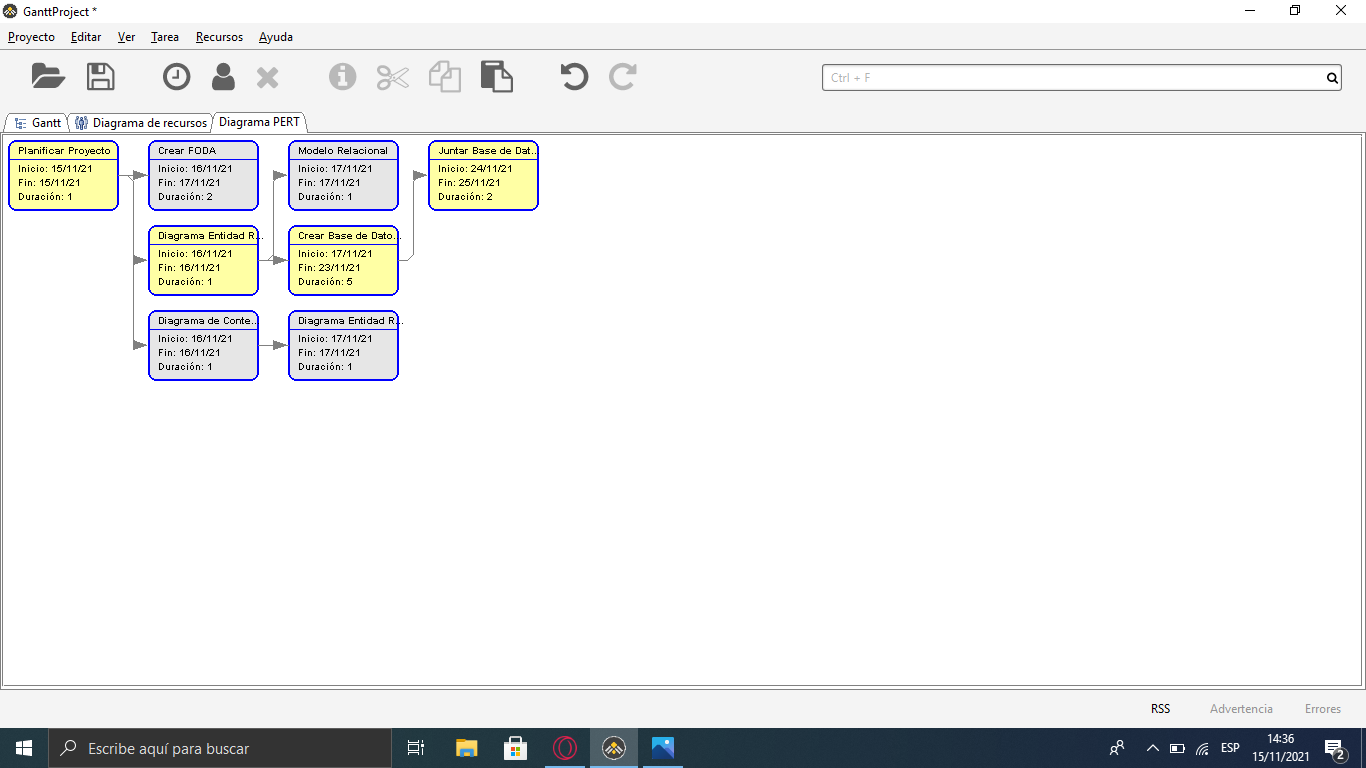 GanttProject *
Proyecto Editar Ver Tarea Recursos Ayuda
Ctrl + F
Gantt Diagrama de recursos Diagrama PERT
Planificar Proyecto
Inicio: 15/11/21
Fin: 15/11/21
Duración: 1
Crear FODA
Inicio: 16/11/21
Fin: 17/11/21
Duración: 2
Modelo Relacional
Inicio: 17/11/21
Fin: 17/11/21
Duración: 1
Juntar Base de Dat...
Inicio: 24/11/21
Fin: 25/11/21
Duración: 2
Diagrama Entidad R...
Inicio: 16/11/21
Fin: 16/11/21
Duración: 1
Crear Base de Dato...
Inicio: 17/11/21
Fin: 23/11/21
Duración: 5
Diagrama de Conte...
Inicio: 16/11/21
Fin: 16/11/21
Duración: 1
Diagrama Entidad R...
Inicio: 17/11/21
Fin: 17/11/21
Duración: 1
RSS Advertencia Errores
Escribe aquí para buscar
ESP
14:36
15/11/2021
2